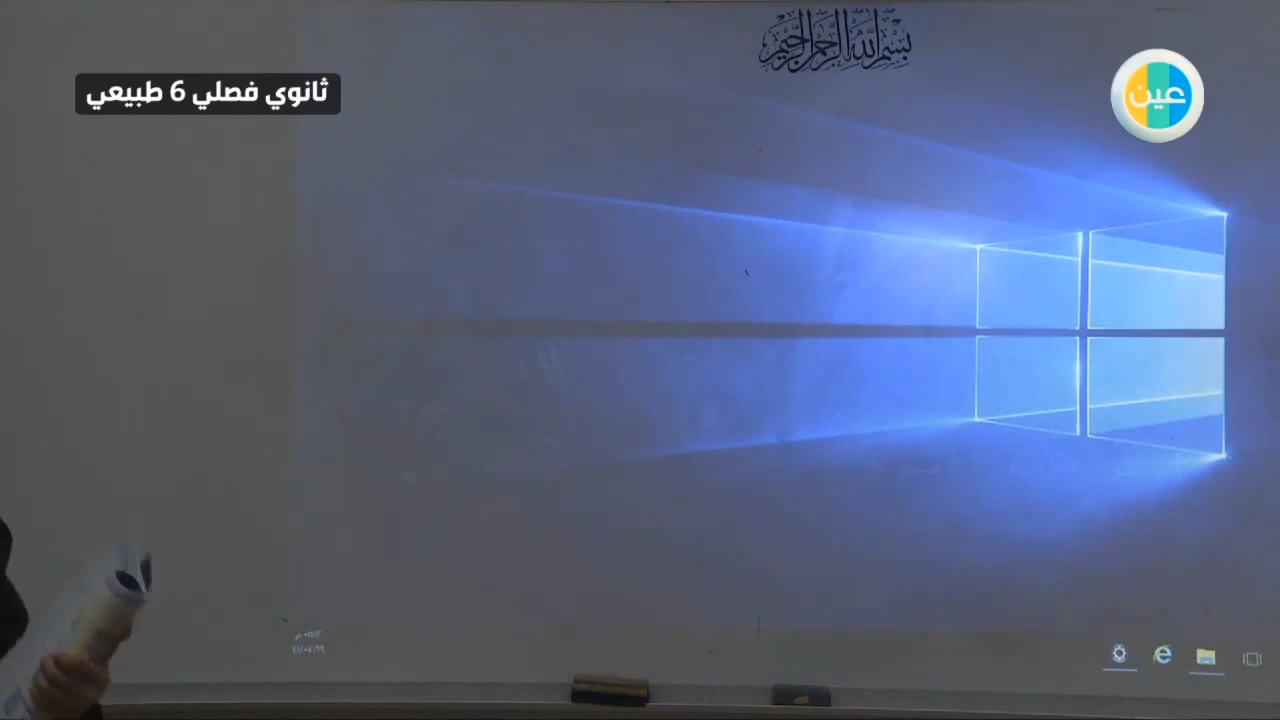 بسم الله الرحمن الرحيم
عين
ثانوي فصلي 6 طبيعي